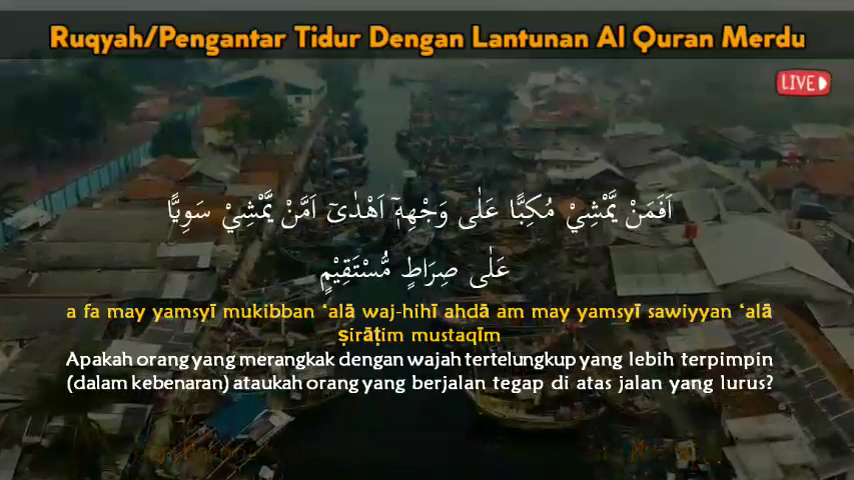 Ruqyah/Pengantar Tidur Dengan Lantunan Al Quran Merdu
LIVE
اَفَمَنْ يَّمْشِيْ مُكِبًّا عَلٰى وَجْهِهٖٓ اَهْدٰىٓ اَمَّنْ يَّمْشِيْ سَوِيًّا
عَلٰى صِرَاطٍ مُّسْتَقِيْمٍ
a fa may yamsyī mukibban ‘alā waj-hihī ahdā am may yamsyī sawiyyan ‘alā
ṣirāṭim mustaqīm
Apakah orang yang merangkak dengan wajah tertelungkup yang lebih terpimpin
(dalam kebenaran) ataukah orang yang berjalan tegap di atas jalan yang lurus?